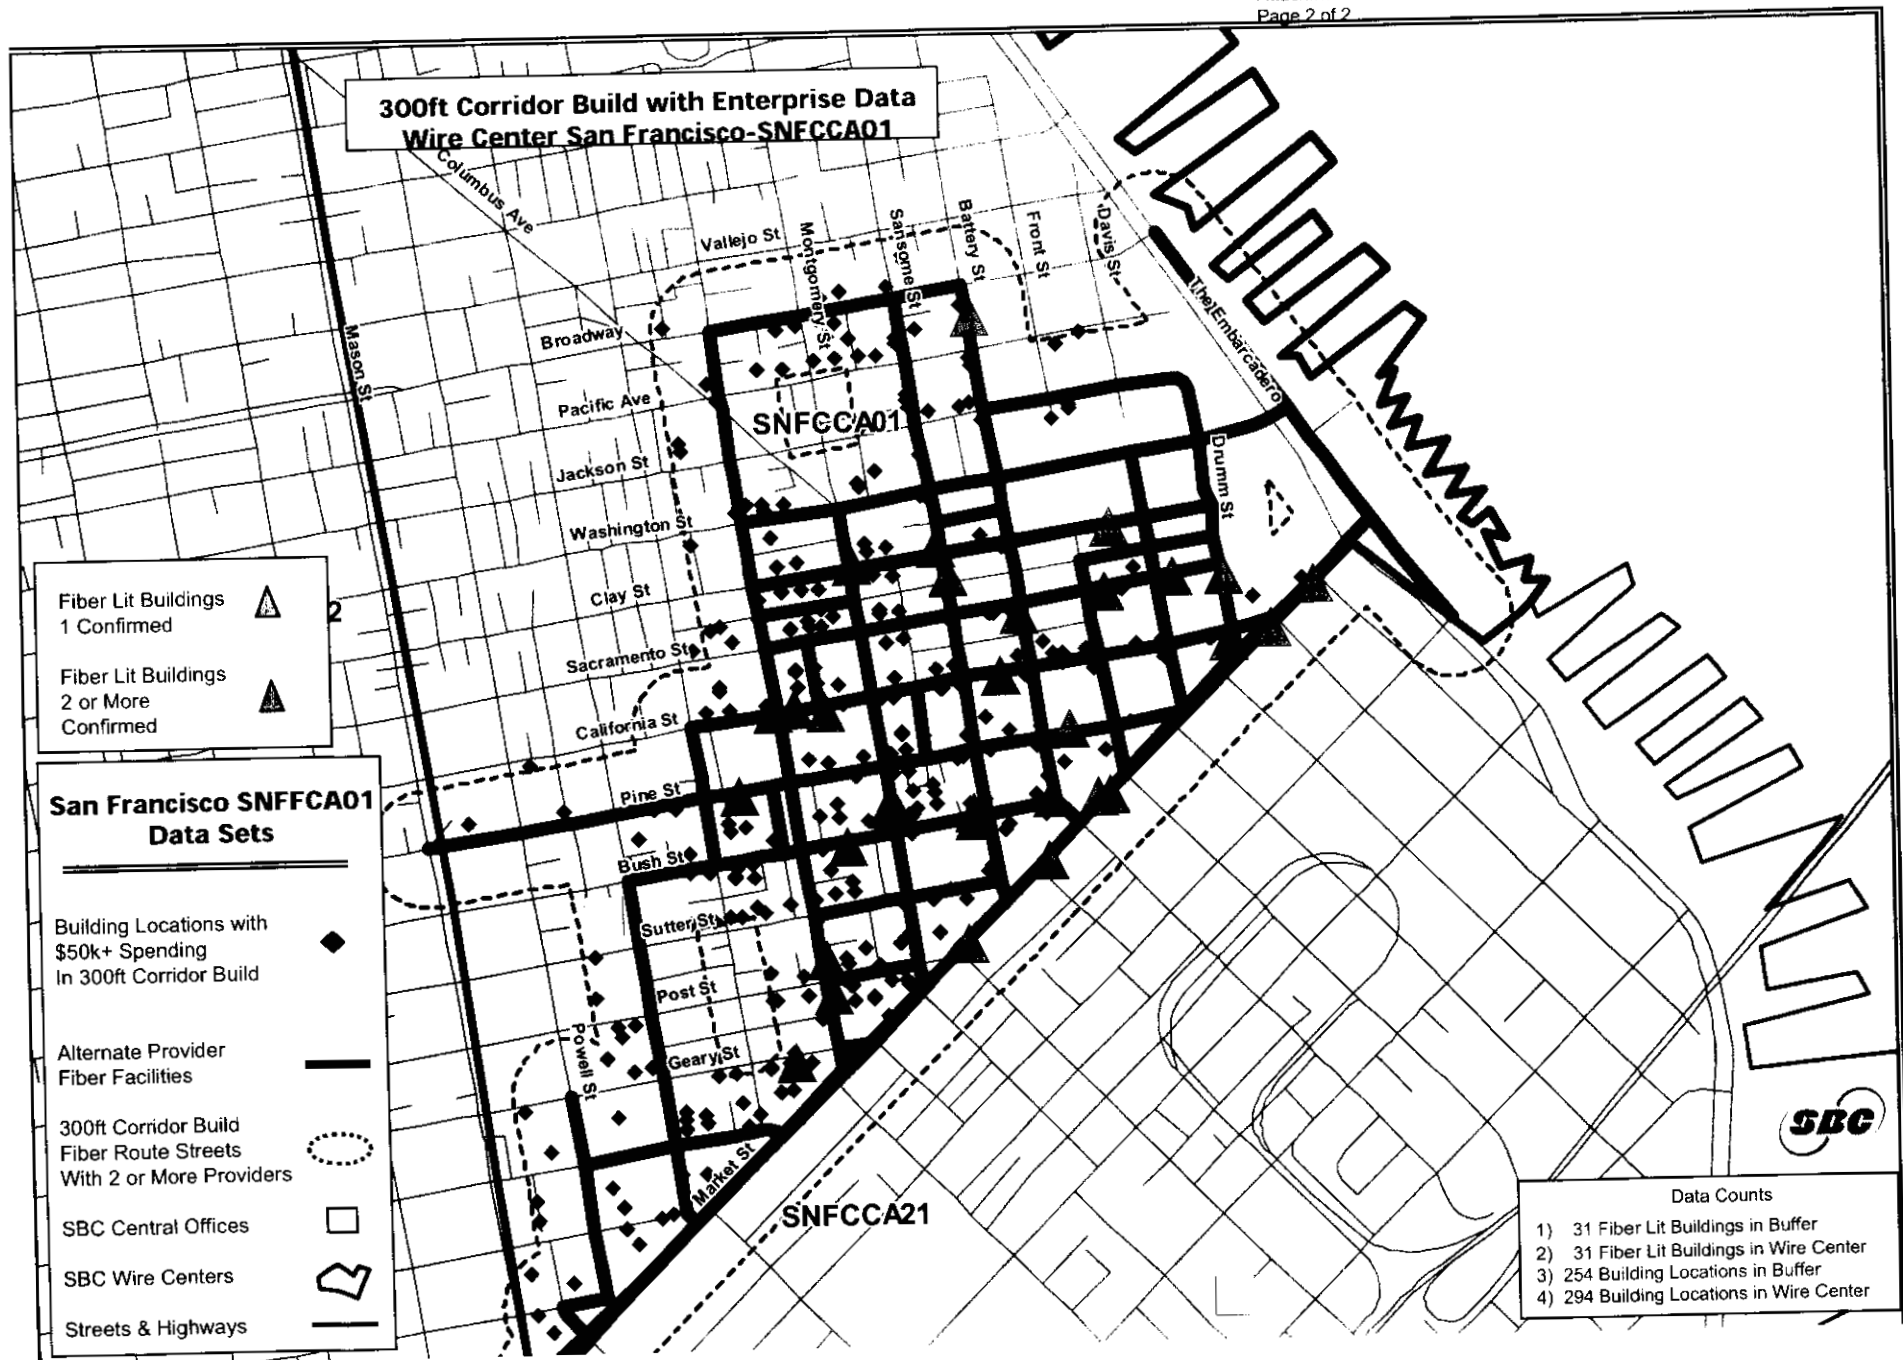 Page 2 of 2
300ft Corridor Build with Enterprise Data
Wire Center San Francisco-SNFCCA01
Columbus Ave
Vallejo St
Montgomery St
Sansome St
Battery St
Front St
Davis St
The Embarcadero
Mason St
Broadway
Pacific Ave
SNFCCA01
Jackson St
Drumm St
Washington St
Clay St
Sacramento St
California St
Pine St
Bush St
Sutter St
Post St
Powell St
Geary St
Market St
SNFCCA21
2
Fiber Lit Buildings
1 Confirmed
Fiber Lit Buildings
2 or More
Confirmed
San Francisco SNFFCA01
Data Sets
Building Locations with
$50k+ Spending
In 300ft Corridor Build
Alternate Provider
Fiber Facilities
300ft Corridor Build
Fiber Route Streets
With 2 or More Providers
SBC Central Offices
SBC Wire Centers
Streets & Highways
SBC
Data Counts
1) 31 Fiber Lit Buildings in Buffer
2) 31 Fiber Lit Buildings in Wire Center
3) 254 Building Locations in Buffer
4) 294 Building Locations in Wire Center